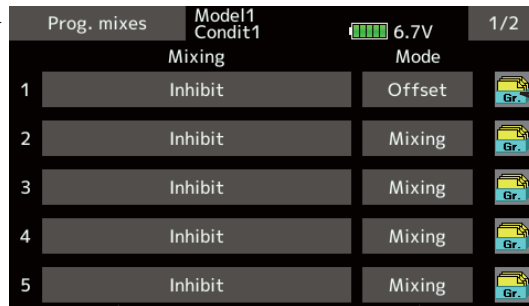 Prog. mixes Model1 6.7V 1/2
Condit1
Mixing Mode
1 Inhibit Offset Gr.
2 Inhibit Mixing Gr.
3 Inhibit Mixing Gr.
4 Inhibit Mixing Gr.
5 Inhibit Mixing Gr.